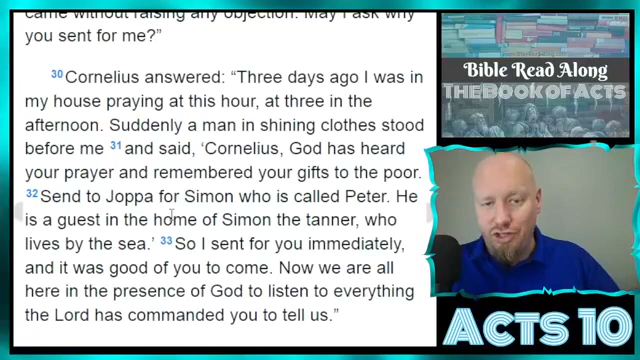 came without raising any objection. May I ask why
you sent for me?”
30 Cornelius answered: “Three days ago I was in
my house praying at this hour, at three in the
afternoon. Suddenly a man in shining clothes stood
before me 31 and said, ‘Cornelius, God has heard
your prayer and remembered your gifts to the poor.
32 Send to Joppa for Simon who is called Peter. He
is a guest in the home of Simon the tanner, who
lives by the sea.’ 33 So I sent for you immediately,
and it was good of you to come. Now we are all
here in the presence of God to listen to everything
the Lord has commanded you to tell us.”
Bible Read Along
THE BOOK OF ACTS
ACTS 10